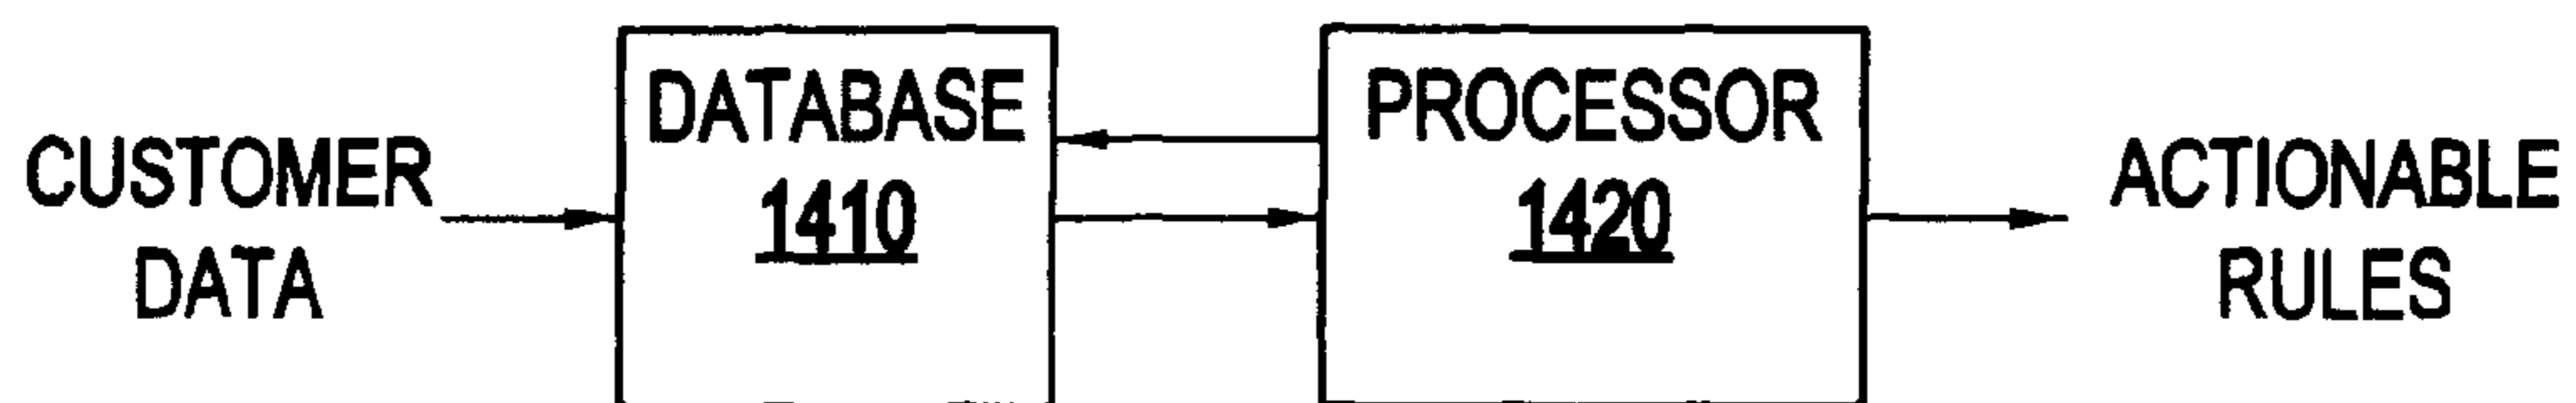 CUSTOMER
DATA
DATABASE
1410
PROCESSOR
1420
ACTIONABLE
RULES